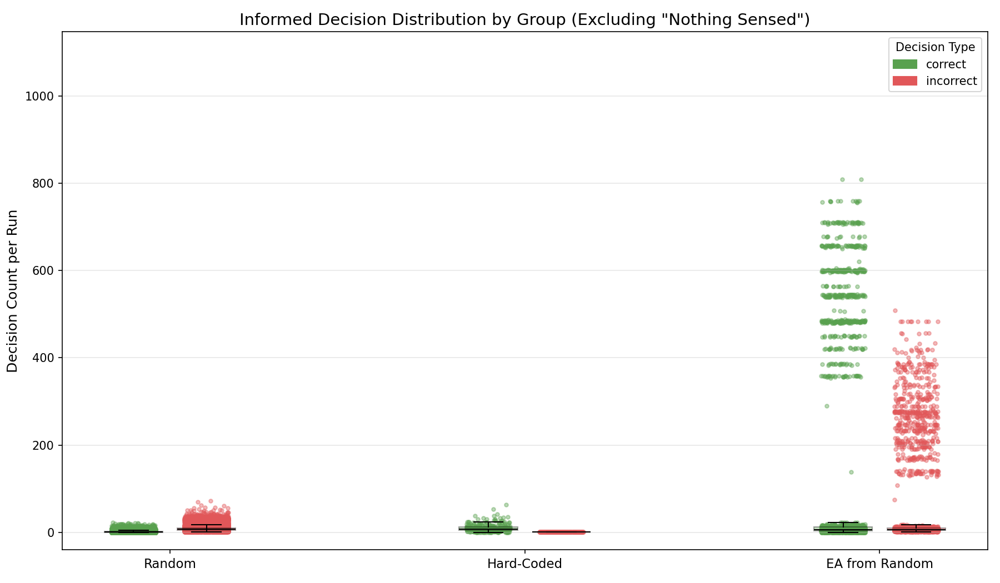 Informed Decision Distribution by Group (Excluding "Nothing Sensed")
Decision Type
correct
incorrect
Decision Count per Run
1000
800
600
400
200
0
Random
Hard-Coded
EA from Random